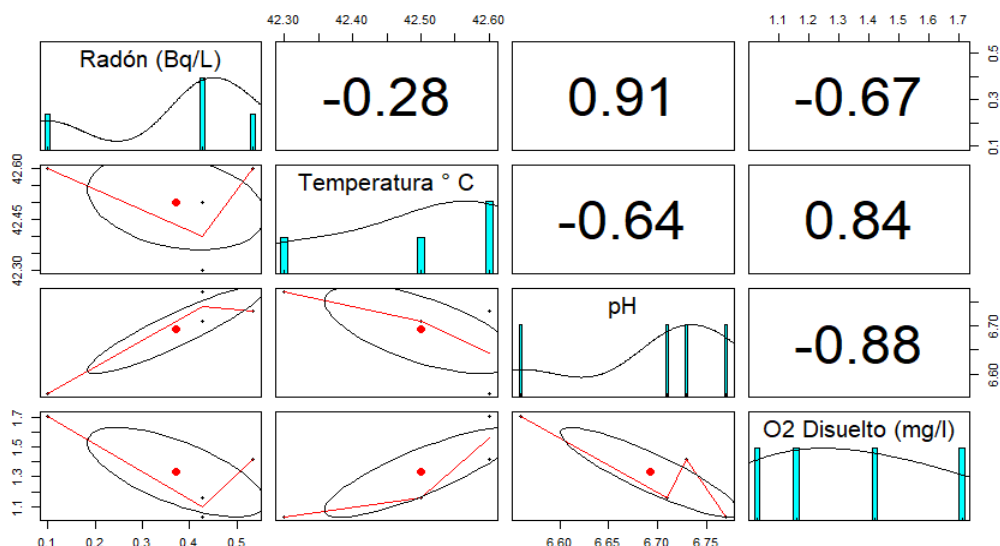 42.30 42.40 42.50 42.60
1.1 1.2 1.3 1.4 1.5 1.6 1.7
Radón (Bq/L)
-0.28
0.91
-0.67
0.1 0.3 0.5
42.30 42.45 42.60
Temperatura ° C
-0.64
0.84
pH
-0.88
6.60 6.70
1.1 1.3 1.5 1.7
O2 Disuelto (mg/l)
0.1 0.2 0.3 0.4 0.5
6.60 6.65 6.70 6.75